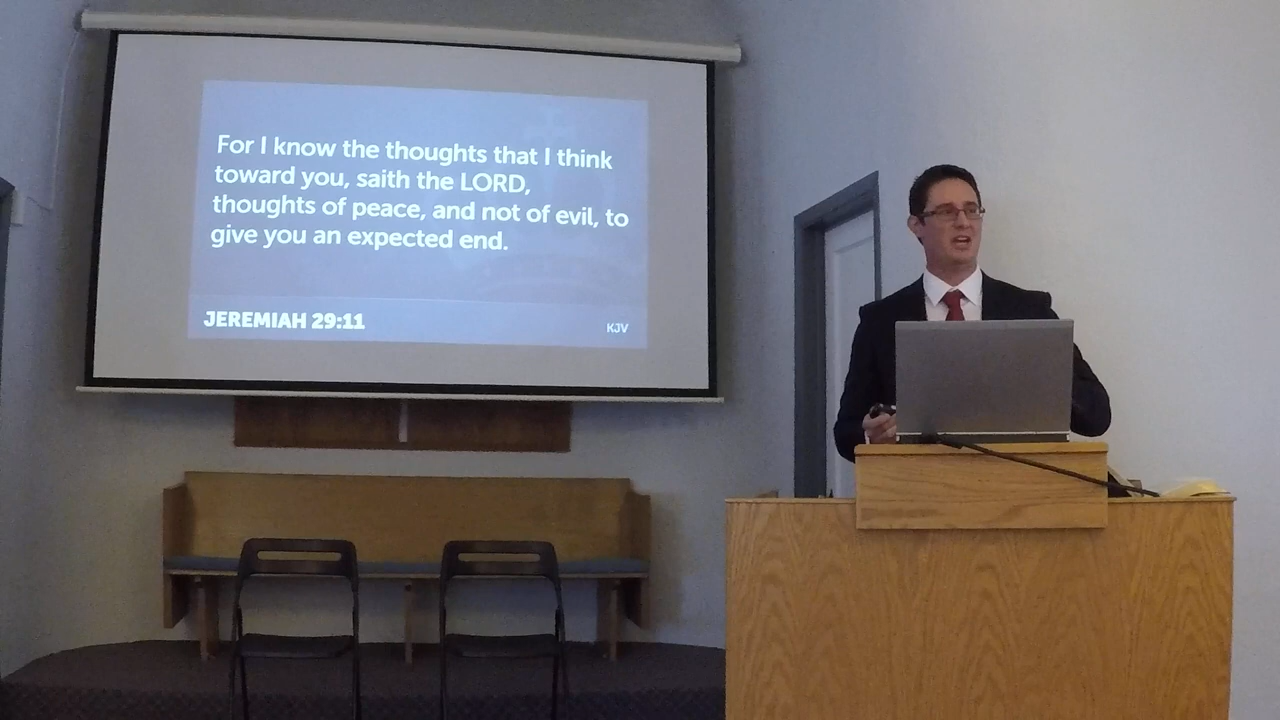 For I know the thoughts that I think
toward you, saith the LORD,
thoughts of peace, and not of evil, to
give you an expected end.
JEREMIAH 29:11
KJV